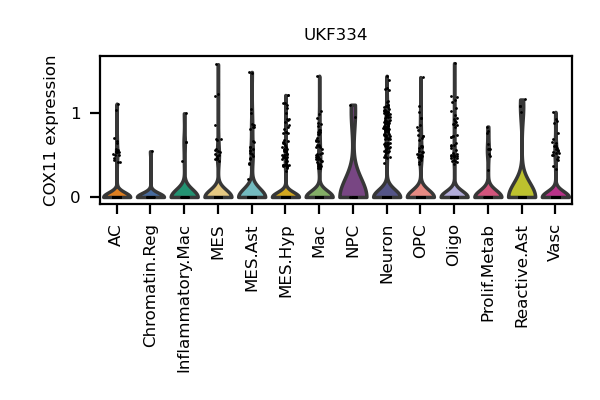 UKF334
COX11 expression
1
0
AC
Chromatin.Reg
Inflammatory.Mac
MES
MES.Ast
MES.Hyp
Mac
NPC
Neuron
OPC
Oligo
Prolif.Metab
Reactive.Ast
Vasc